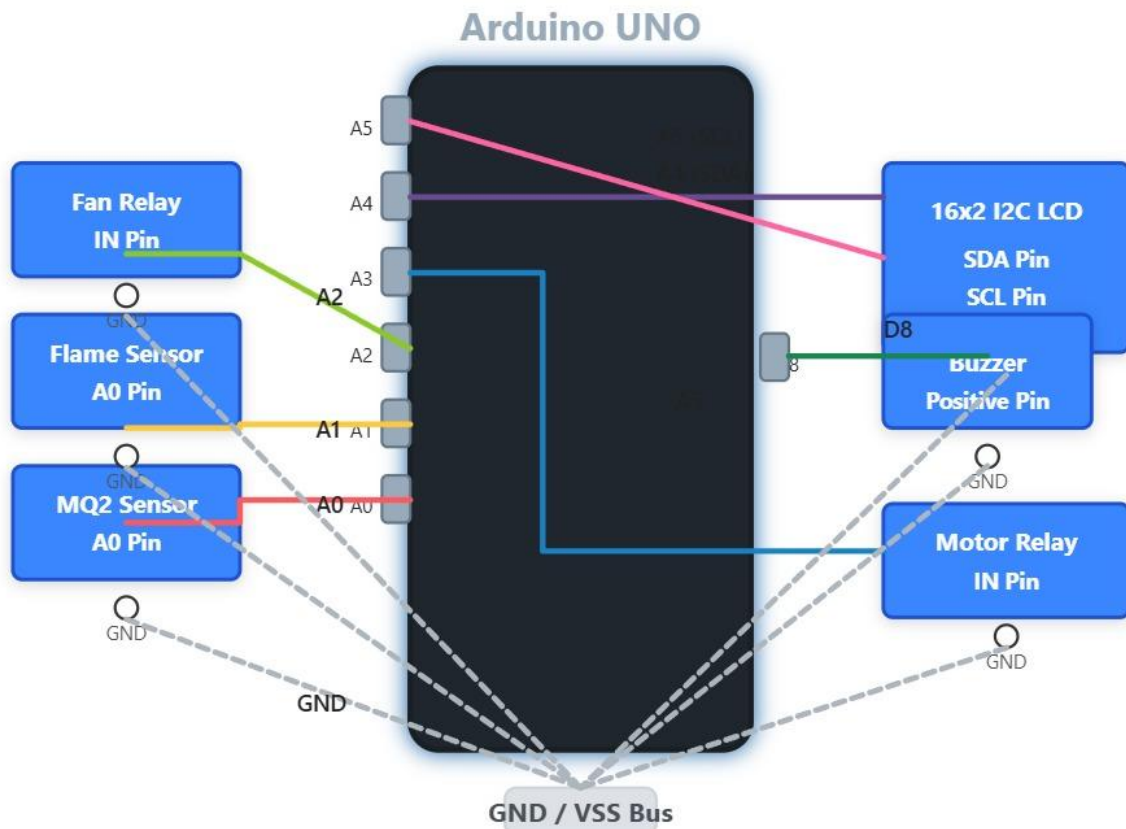 Arduino UNO
A5
A4
A3
A2
A1
A0
Fan Relay
IN Pin
GND
A2
Flame Sensor
A0 Pin
GND
A1
MQ2 Sensor
A0 Pin
GND
A0
GND
16x2 I2C LCD
SDA Pin
SCL Pin
D8
8
Buzzer
Positive Pin
GND
Motor Relay
IN Pin
GND
GND / VSS Bus